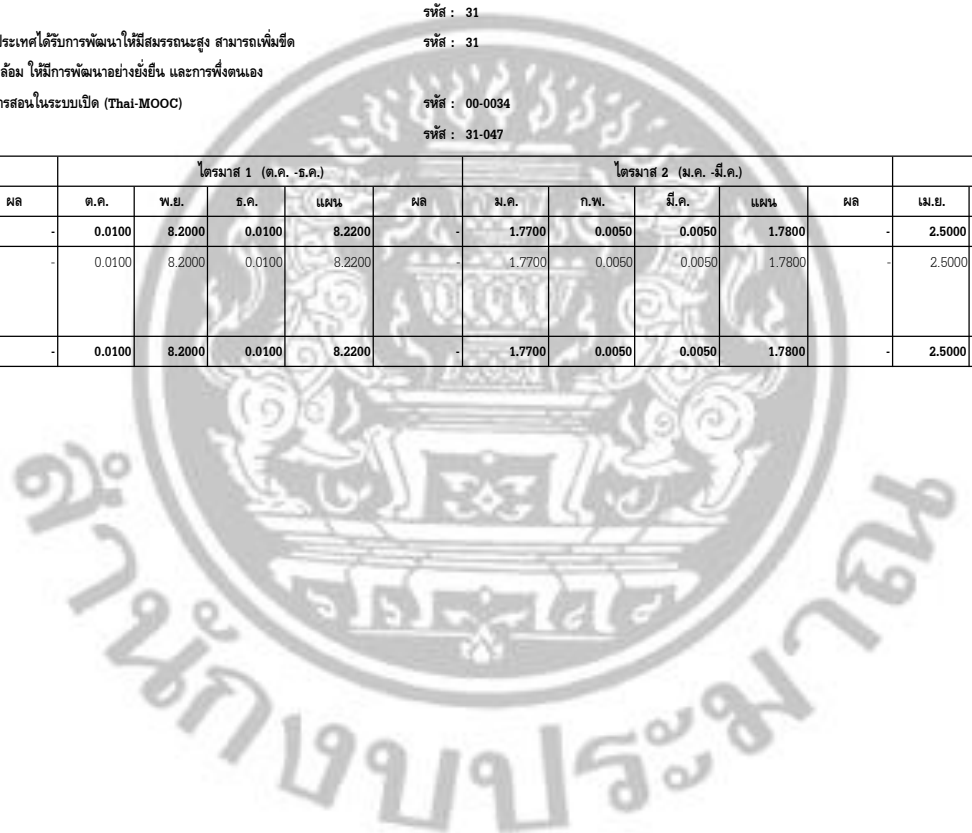 รหัส : 31
ประเทศได้รับการพัฒนาให้มีสมรรถนะสูง สามารถเพิ่มขีด รหัส : 31
ล้อม ให้มีการพัฒนาอย่างยั่งยืน และการพึ่งตนเอง
ารสอนในระบบเปิด (Thai-MOOC) รหัส : 00-0034
รหัส : 31-047
ไตรมาส 1 (ต.ค. -ธ.ค.) ไตรมาส 2 (ม.ค. -มี.ค.)
ผล ต.ค. พ.ย. ธ.ค. แผน ผล ม.ค. ก.พ. มี.ค. แผน ผล เม.ย.
- 0.0100 8.2000 0.0100 8.2200 - 1.7700 0.0050 0.0050 1.7800 - 2.5000
- 0.0100 8.2000 0.0100 8.2200 - 1.7700 0.0050 0.0050 1.7800 - 2.5000
- 0.0100 8.2000 0.0100 8.2200 - 1.7700 0.0050 0.0050 1.7800 - 2.5000
สำนักงบประมาณ